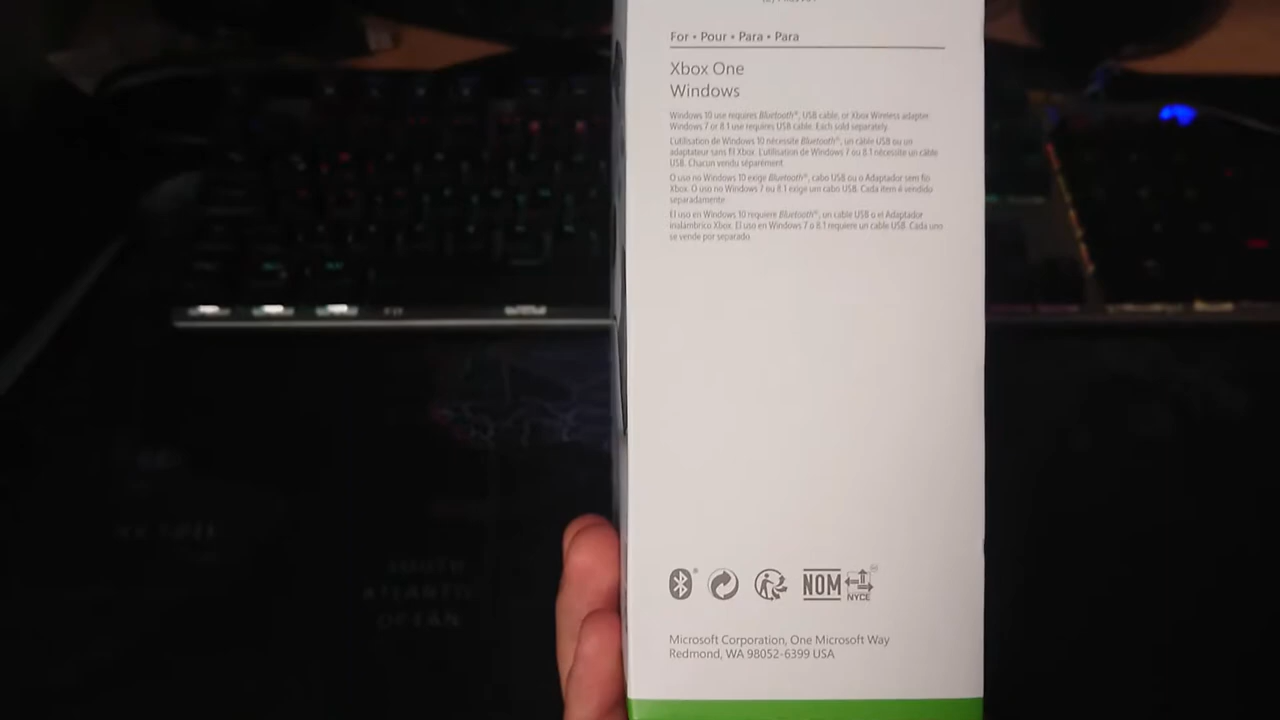 For • Pour • Para • Para
Xbox One
Windows
Windows 10 use requires Bluetooth®, USB cable, or Xbox Wireless adapter.
Windows 7 or 8.1 use requires USB cable. Each sold separately.
L'utilisation de Windows 10 nécessite Bluetooth®, un câble USB ou un
adaptateur sans fil Xbox. L'utilisation de Windows 7 ou 8.1 nécessite un câble
USB. Chacun vendu séparément.
O uso no Windows 10 exige Bluetooth®, cabo USB ou o Adaptador sem fio
Xbox. O uso no Windows 7 ou 8.1 exige um cabo USB. Cada item é vendido
separadamente.
El uso en Windows 10 requiere Bluetooth®, un cable USB o el Adaptador
inalámbrico Xbox. El uso en Windows 7 o 8.1 requiere un cable USB. Cada uno
se vende por separado.
NOM
NYCE
Microsoft Corporation, One Microsoft Way
Redmond, WA 98052-6399 USA
SOUTH
ATLANTIC
OCEAN